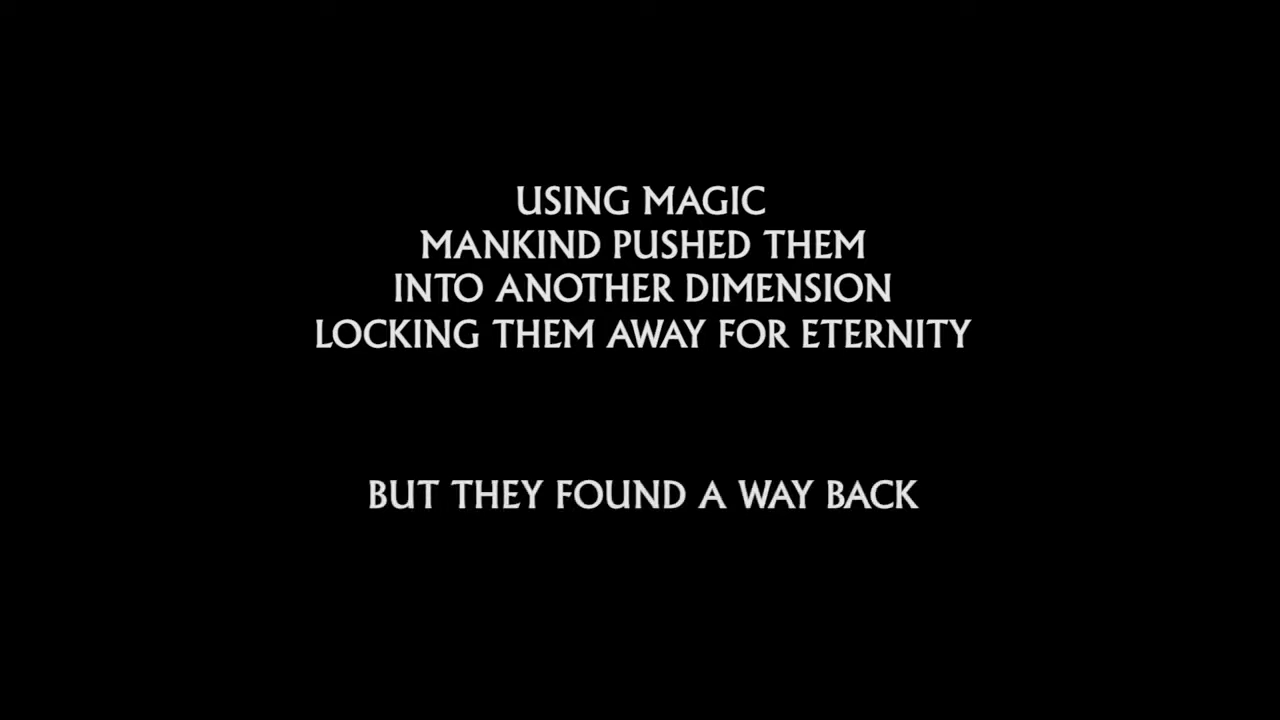 USING MAGIC
MANKIND PUSHED THEM
INTO ANOTHER DIMENSION
LOCKING THEM AWAY FOR ETERNITY
BUT THEY FOUND A WAY BACK